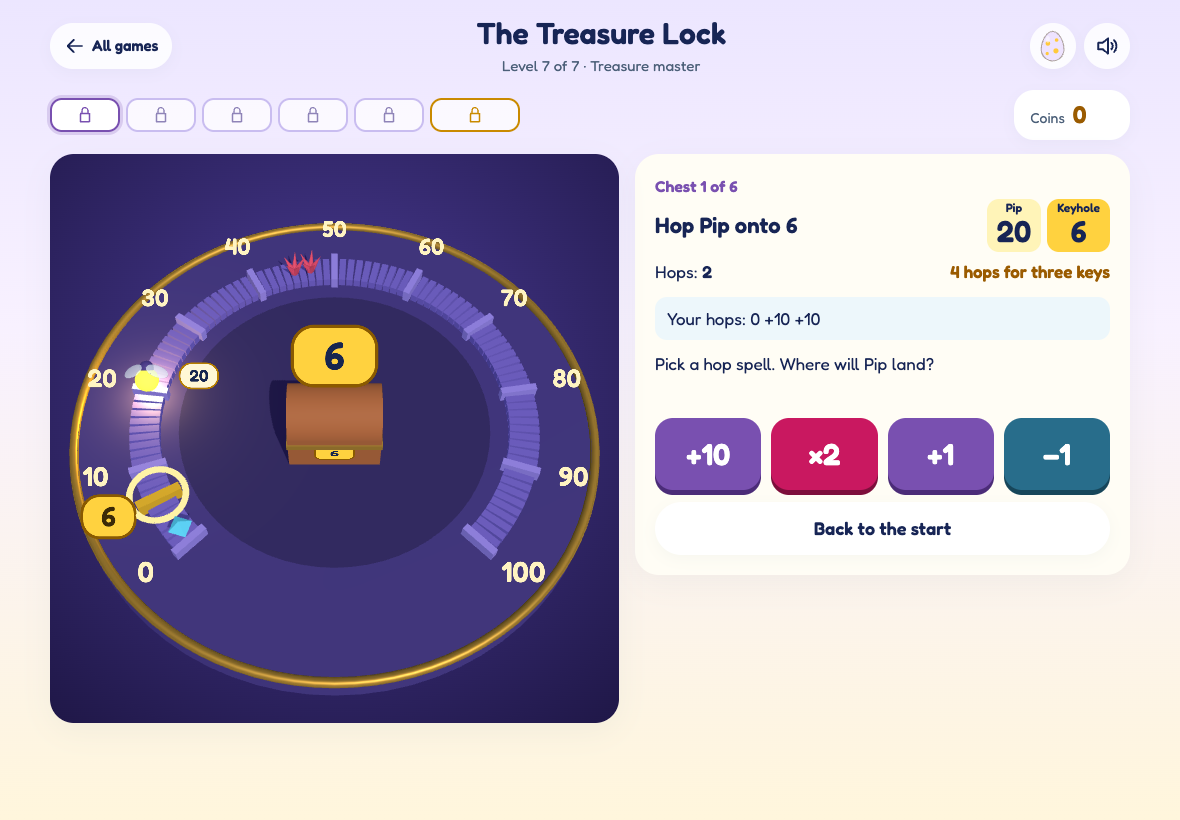 All games
The Treasure Lock
Level 7 of 7 · Treasure master
Coins 0
50
40
60
30
70
6
20
20
80
6
10
90
6
0
100
Chest 1 of 6
Hop Pip onto 6
Pip
20
Keyhole
6
Hops: 2
4 hops for three keys
Your hops: 0 +10 +10
Pick a hop spell. Where will Pip land?
+10
×2
+1
−1
Back to the start